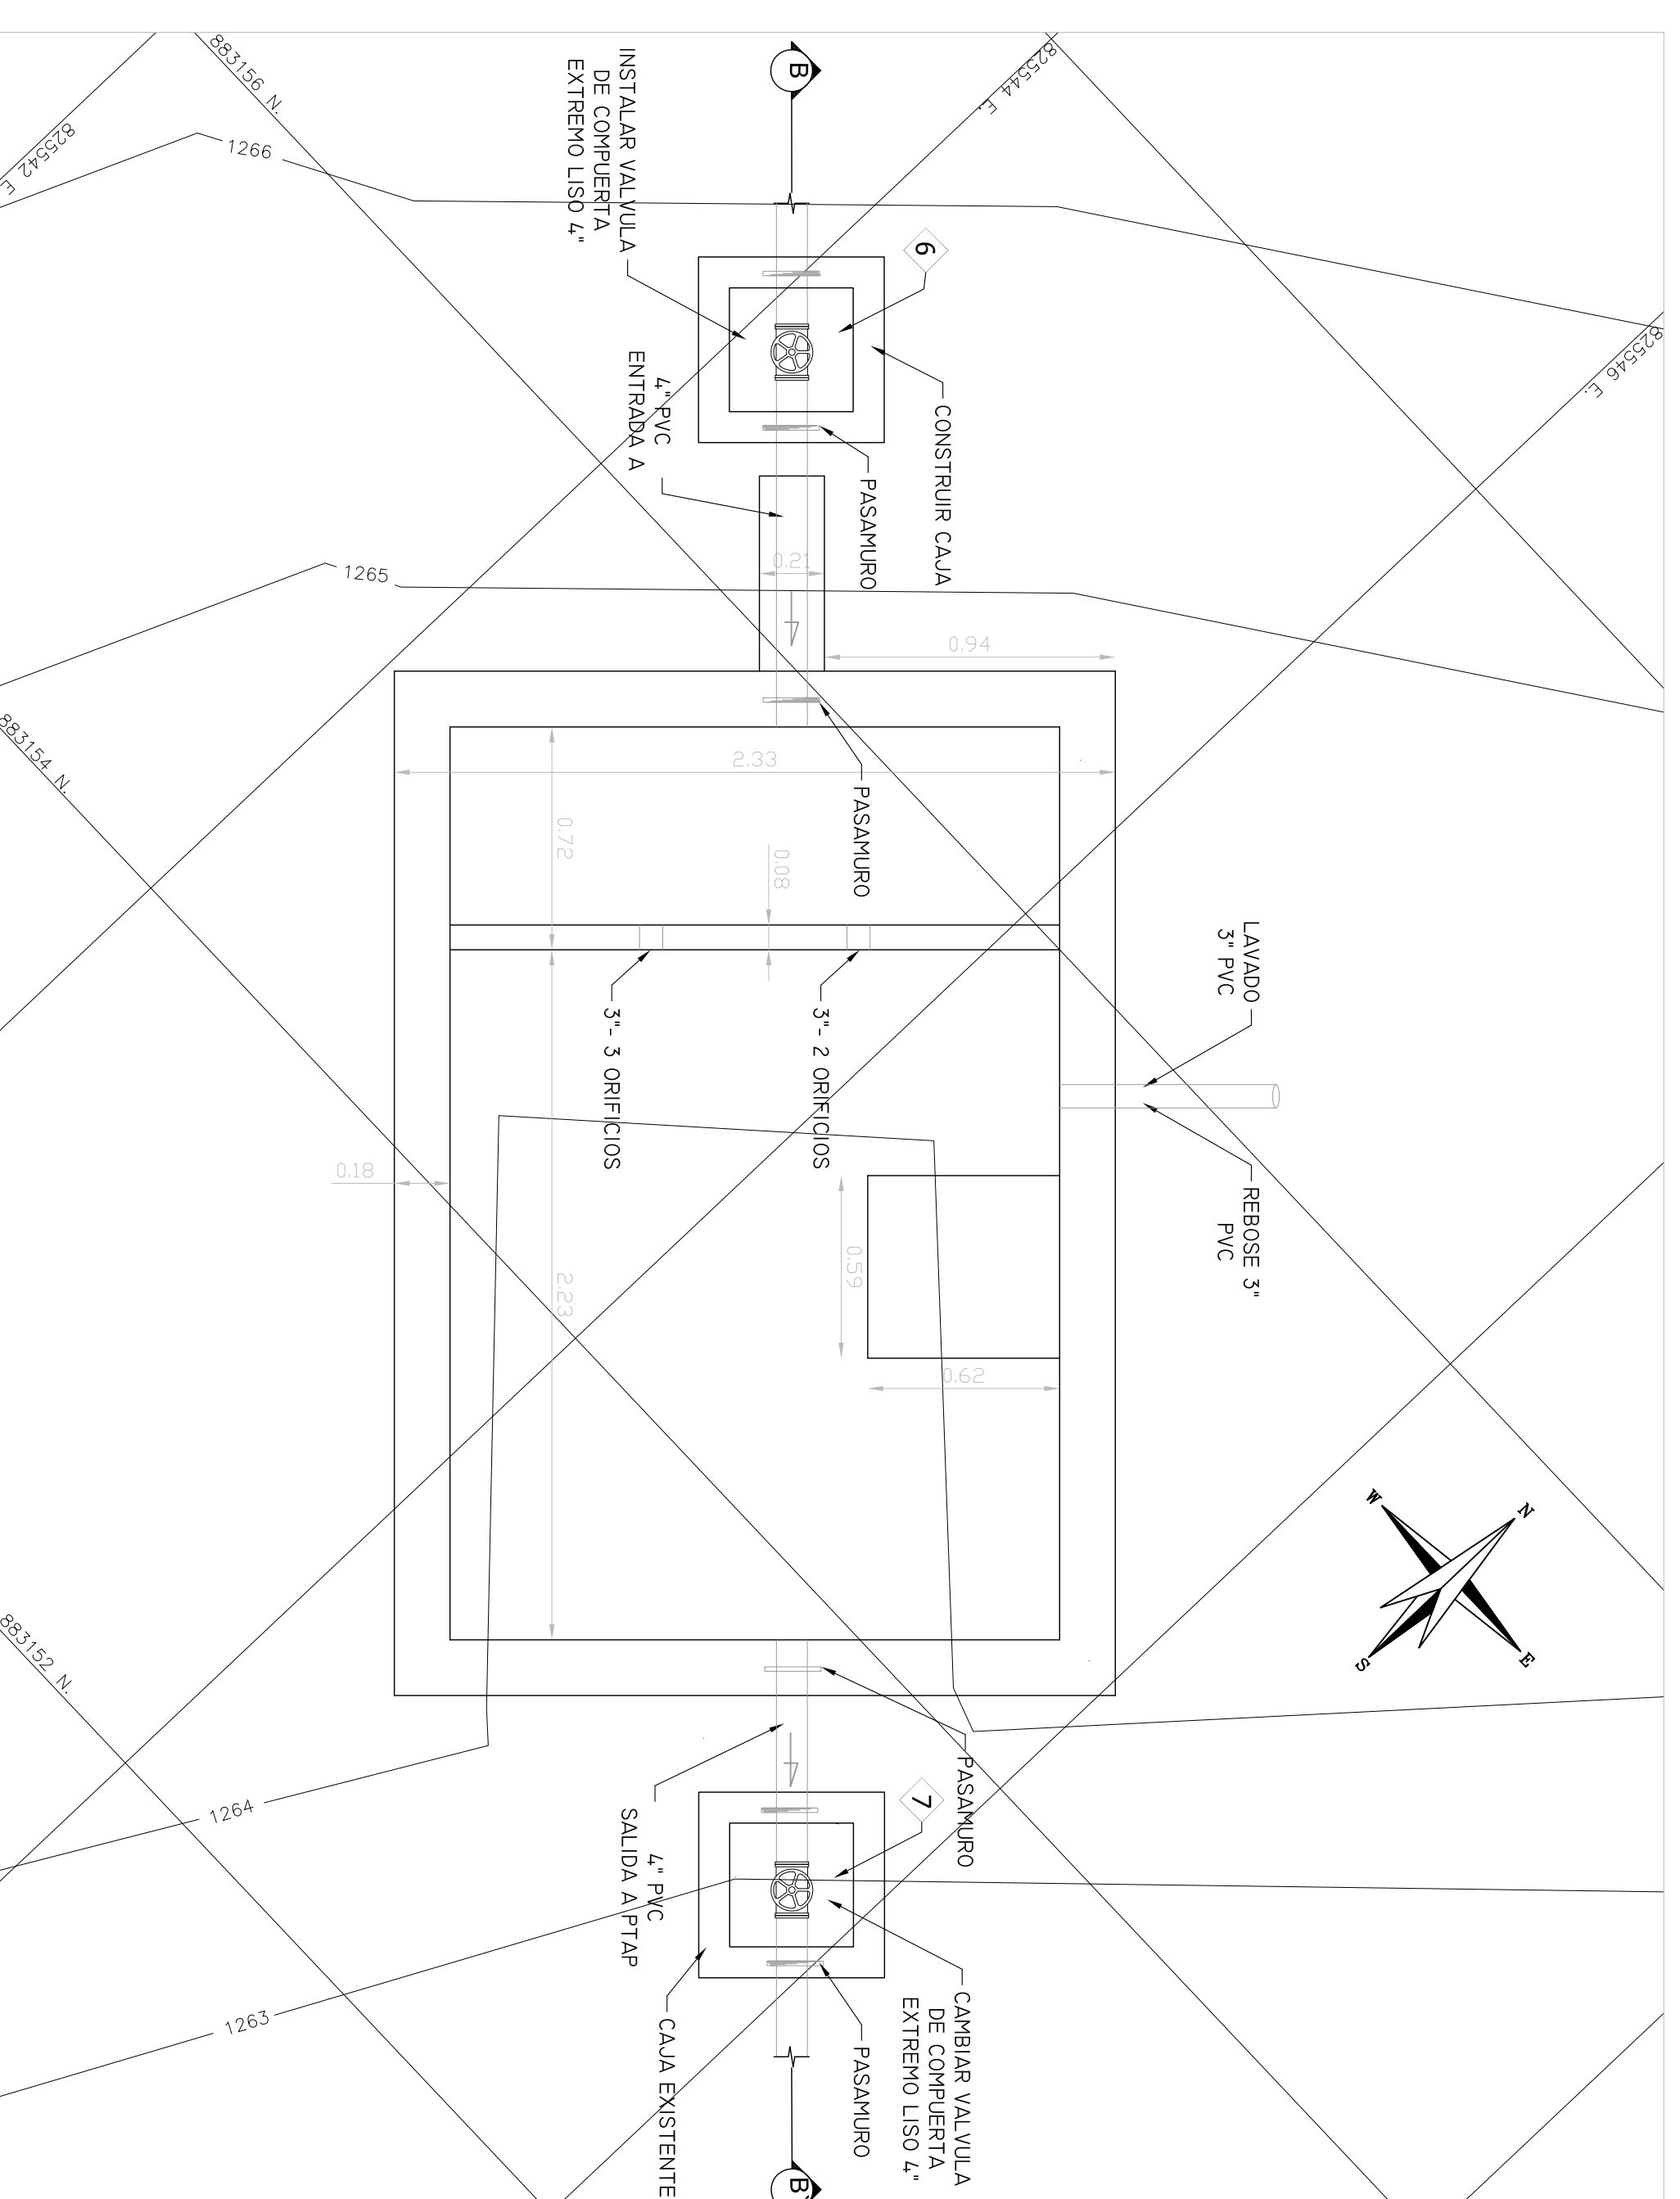 883156 N.
825542 E
825544 E.
825546 E.
883154 N.
883152 N.
1266
1265
1264
1263
B
INSTALAR VALVULA
DE COMPUERTA
EXTREMO LISO 4"
6
CONSTRUIR CAJA
PASAMURO
4" PVC
ENTRADA A
0.21
0.94
PASAMURO
2.33
0.72
0.08
3"- 3 ORIFICIOS
3"- 2 ORIFICIOS
LAVADO
3" PVC
REBOSE 3"
PVC
0.18
2.23
0.59
0.62
N
W
E
S
PASAMURO
7
4" PVC
SALIDA A PTAP
CAJA EXISTENTE
PASAMURO
CAMBIAR VALVULA
DE COMPUERTA
EXTREMO LISO 4"
B'